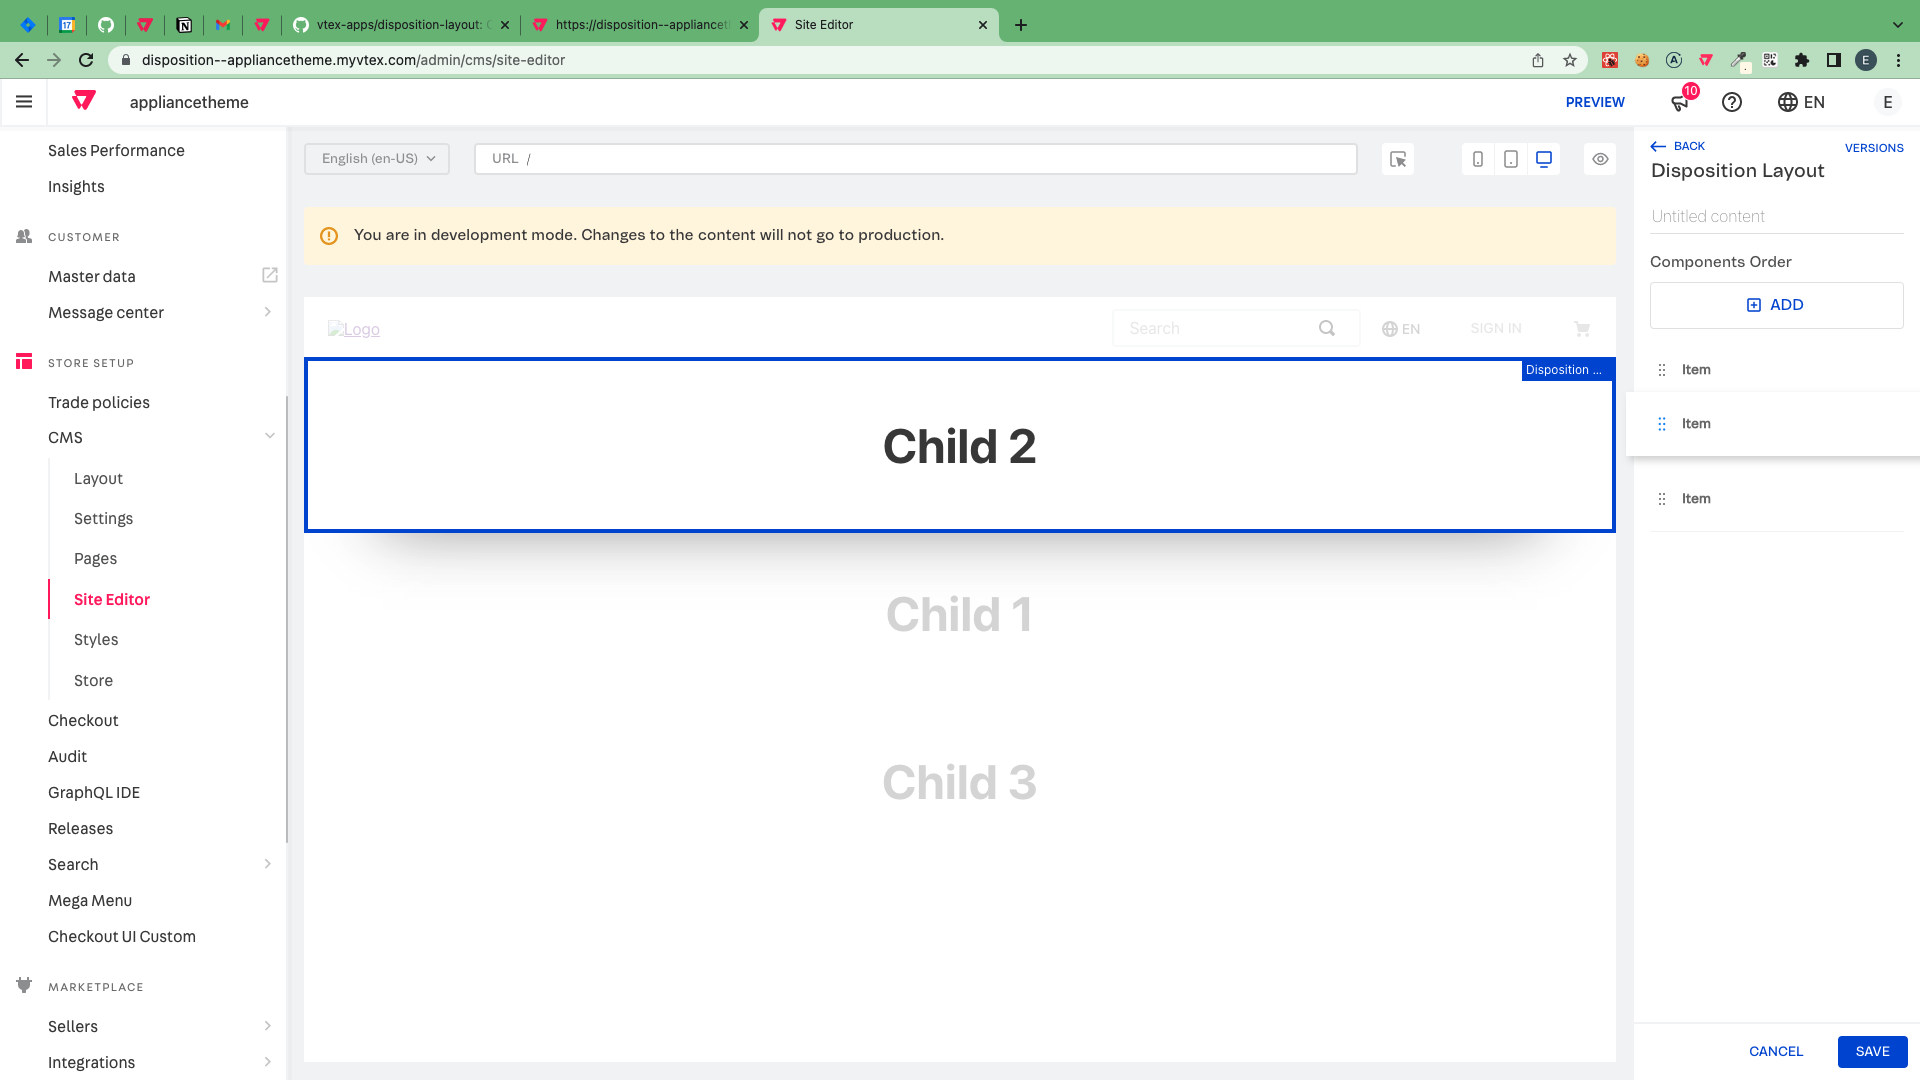 vtex-apps/disposition-layout: C
https://disposition--appliancet
Site Editor
disposition--appliancetheme.myvtex.com/admin/cms/site-editor
E
appliancetheme
PREVIEW
10
EN
E
Sales Performance
Insights
CUSTOMER
Master data
Message center
STORE SETUP
Trade policies
CMS
Layout
Settings
Pages
Site Editor
Styles
Store
Checkout
Audit
GraphQL IDE
Releases
Search
Mega Menu
Checkout UI Custom
MARKETPLACE
Sellers
Integrations
English (en-US)
URL /
You are in development mode. Changes to the content will not go to production.
Logo
Search
EN
SIGN IN
Disposition ...
Child 2
Child 1
Child 3
BACK
VERSIONS
Disposition Layout
Untitled content
Components Order
ADD
Item
Item
Item
CANCEL
SAVE